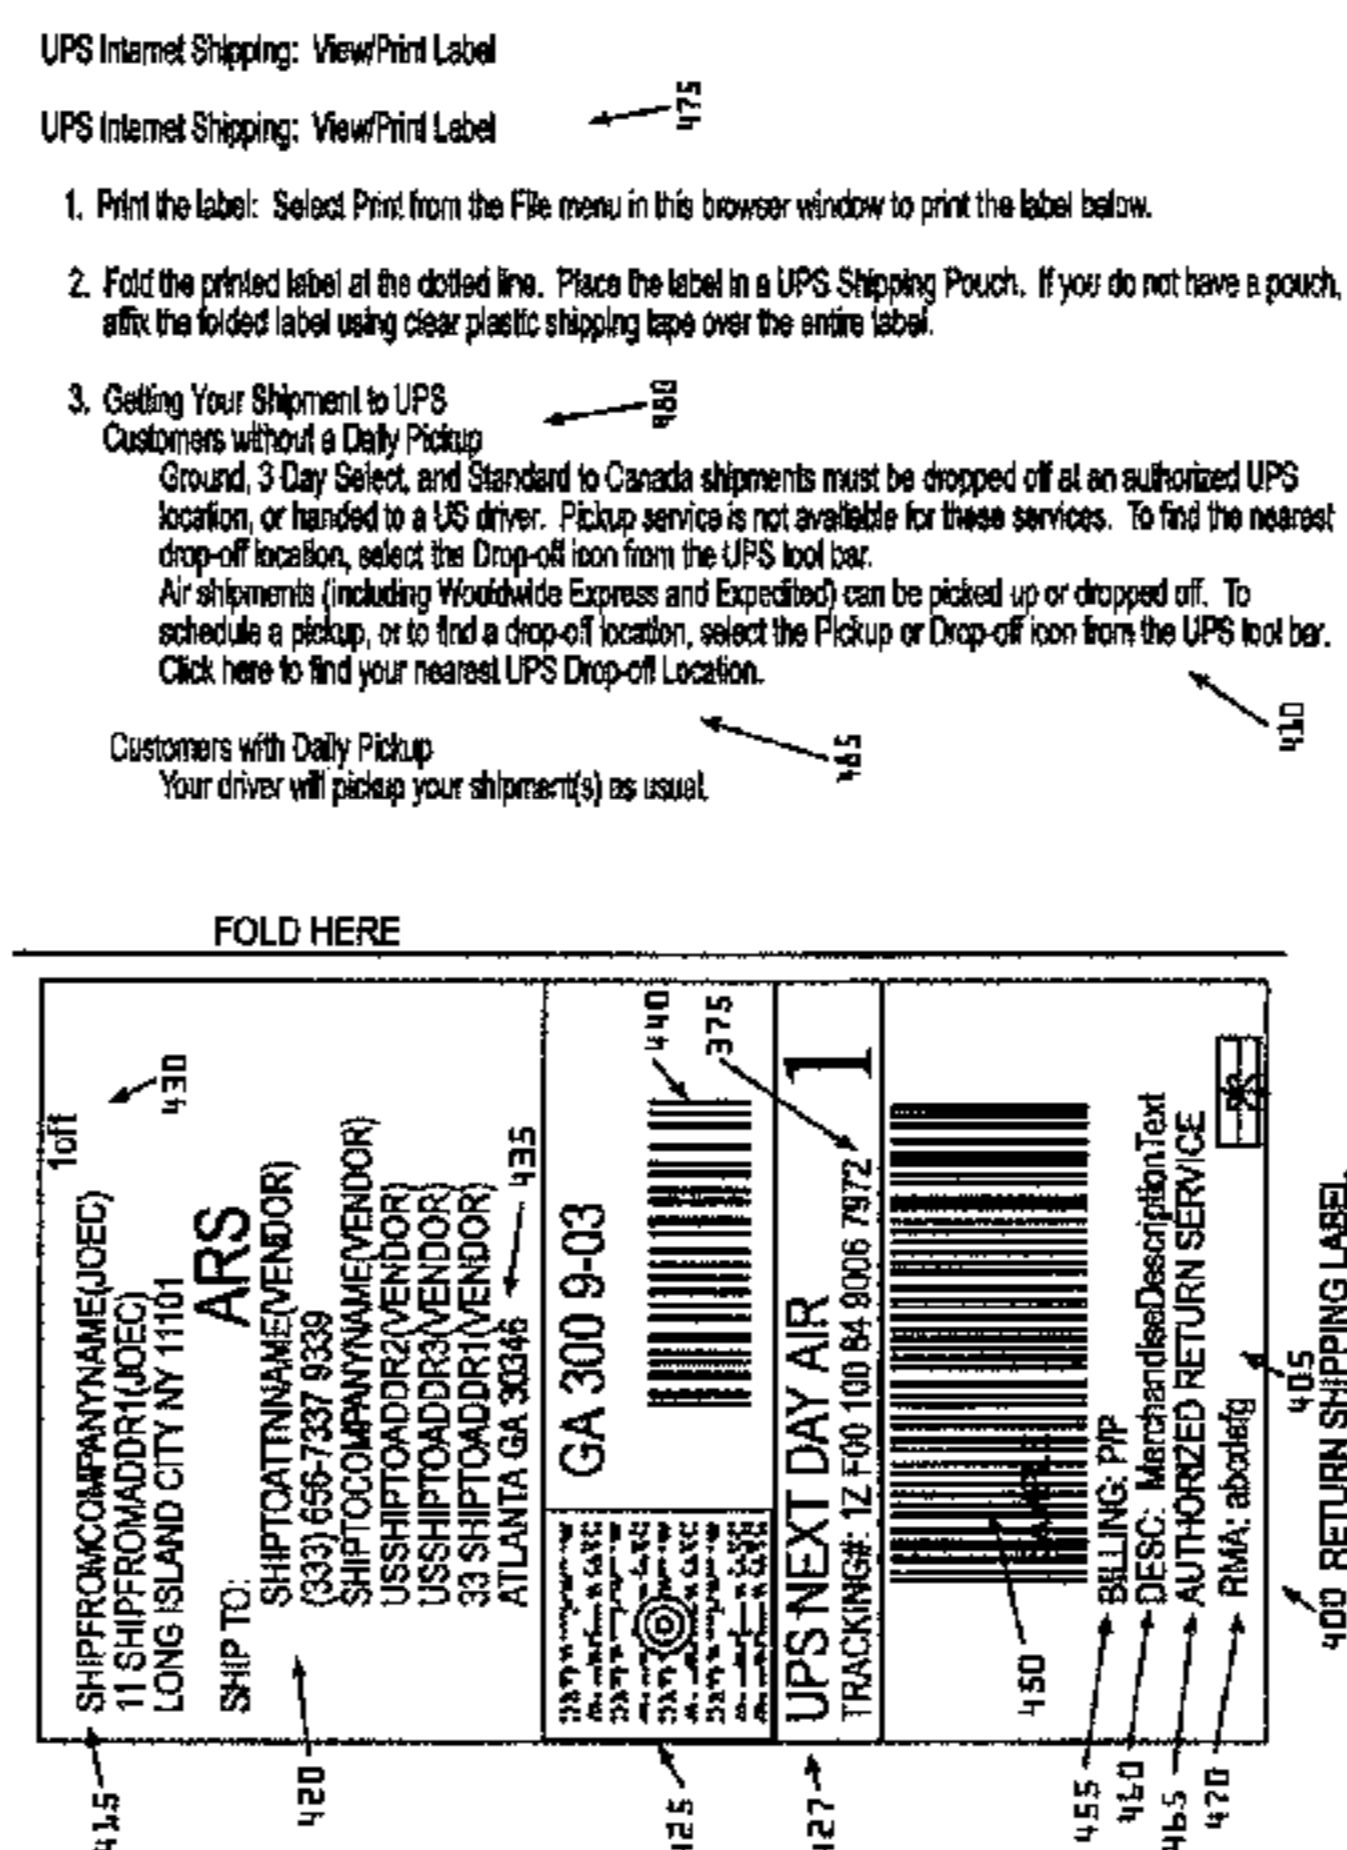 UPS Internet Shipping: View/Print Label
475
UPS Internet Shipping: View/Print Label
1. Print the label: Select Print from the File menu in this browser window to print the label below.
2. Fold the printed label at the dotted line. Place the label in a UPS Shipping Pouch. If you do not have a pouch,
affix the folded label using clear plastic shipping tape over the entire label.
3. Getting Your Shipment to UPS
480
Customers without a Daily Pickup
Ground, 3 Day Select, and Standard to Canada shipments must be dropped off at an authorized UPS
location, or handed to a US driver. Pickup service is not available for these services. To find the nearest
drop-off location, select the Drop-off icon from the UPS tool bar.
Air shipments (including Worldwide Express and Expedited) can be picked up or dropped off. To
schedule a pickup, or to find a drop-off location, select the Pickup or Drop-off icon from the UPS tool bar.
Click here to find your nearest UPS Drop-off Location.
410
465
Customers with Daily Pickup
Your driver will pickup your shipment(s) as usual.
FOLD HERE
1off
430
SHIPFROMCOMPANYNAME(JOEC)
11 SHIPFROMADDR1(JOEC)
LONG ISLAND CITY NY 11101
415
ARS
SHIP TO:
SHIPTOATTNNAME(VENDOR)
(333) 656-7337 9339
SHIPTOCOMPANYNAME(VENDOR)
USSHIPTOADDR2(VENDOR)
USSHIPTOADDR3(VENDOR)
33 SHIPTOADDR1(VENDOR)
ATLANTA GA 30346
435
420
GA 300 9-03
440
375
425
UPS NEXT DAY AIR
1
TRACKING#: 1Z F00 100 84 9006 7972
427
450
BILLING: P/P
DESC: MerchandiseDescriptionText
AUTHORIZED RETURN SERVICE
RMA: abcdefg
455
460
465
470
405
400 RETURN SHIPPING LABEL